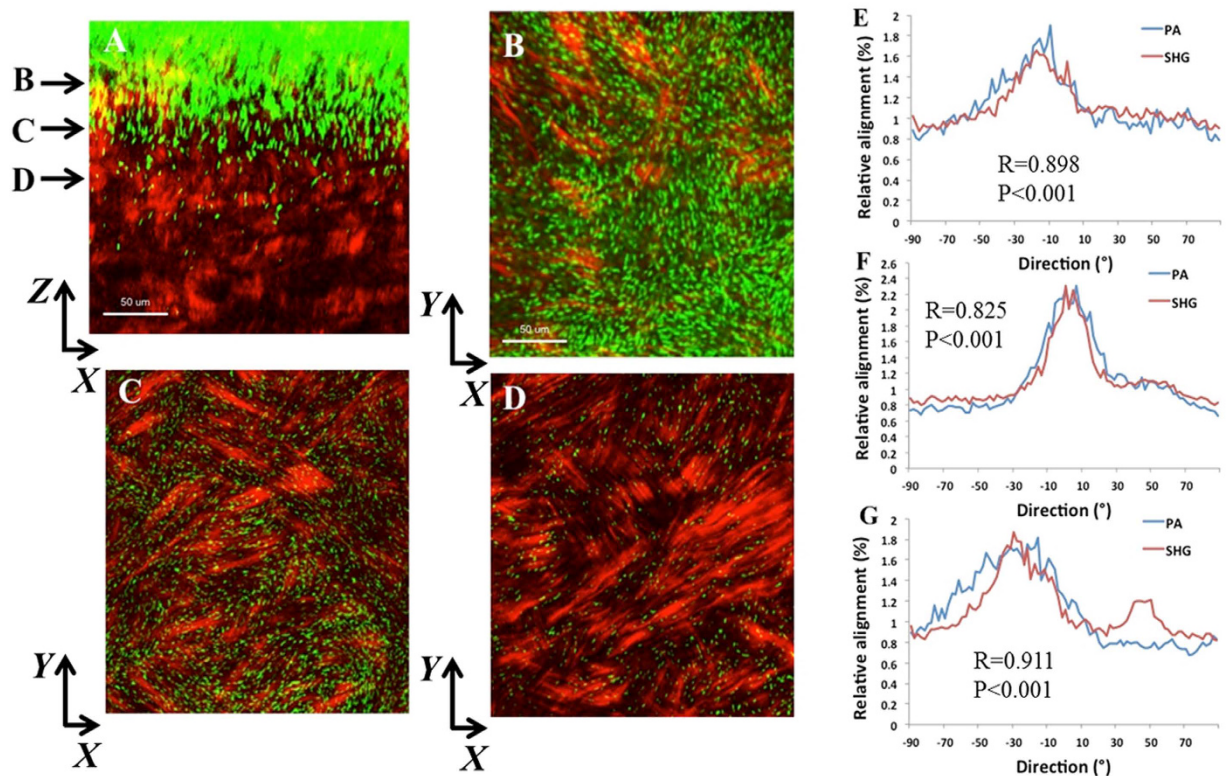 A
B
C
D
Z
X
50 um
B
Y
X
50 um
C
Y
X
D
Y
X
E
Relative alignment (%)
2
1.8
1.6
1.4
1.2
1
0.8
0.6
0.4
0.2
0
PA
SHG
R=0.898
P<0.001
-90 -70 -50 -30 -10 10 30 50 70
Direction (°)
F
Relative alignment (%)
2.6
2.4
2.2
2
1.8
1.6
1.4
1.2
1
0.8
0.6
0.4
0.2
0
PA
SHG
R=0.825
P<0.001
-90 -70 -50 -30 -10 10 30 50 70
Direction (°)
G
Relative alignment (%)
2
1.8
1.6
1.4
1.2
1
0.8
0.6
0.4
0.2
0
PA
SHG
R=0.911
P<0.001
-90 -70 -50 -30 -10 10 30 50 70
Direction (°)